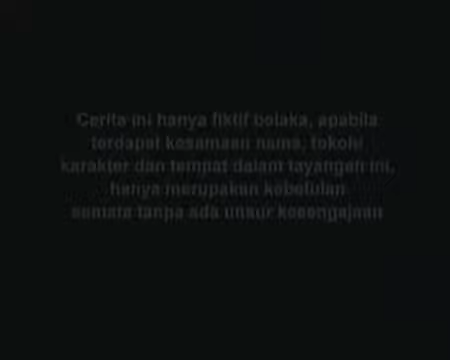 Cerita ini hanya fiktif belaka, apabila
terdapat kesamaan nama, tokoh/
karakter dan tempat dalam tayangan ini,
hanya merupakan kebetulan
semata tanpa ada unsur kesengajaan